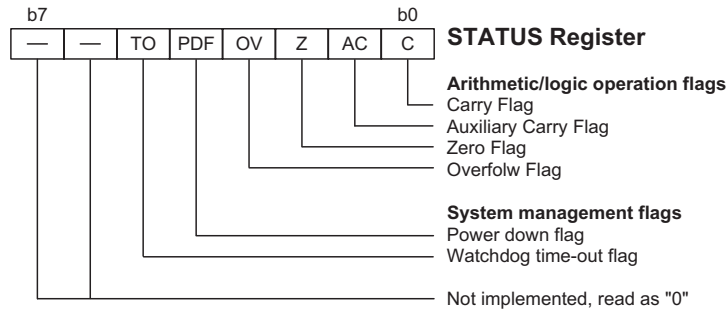 b7 b0
— — TO PDF OV Z AC C STATUS Register
Arithmetic/logic operation flags
Carry Flag
Auxiliary Carry Flag
Zero Flag
Overfolw Flag
System management flags
Power down flag
Watchdog time-out flag
Not implemented, read as "0"